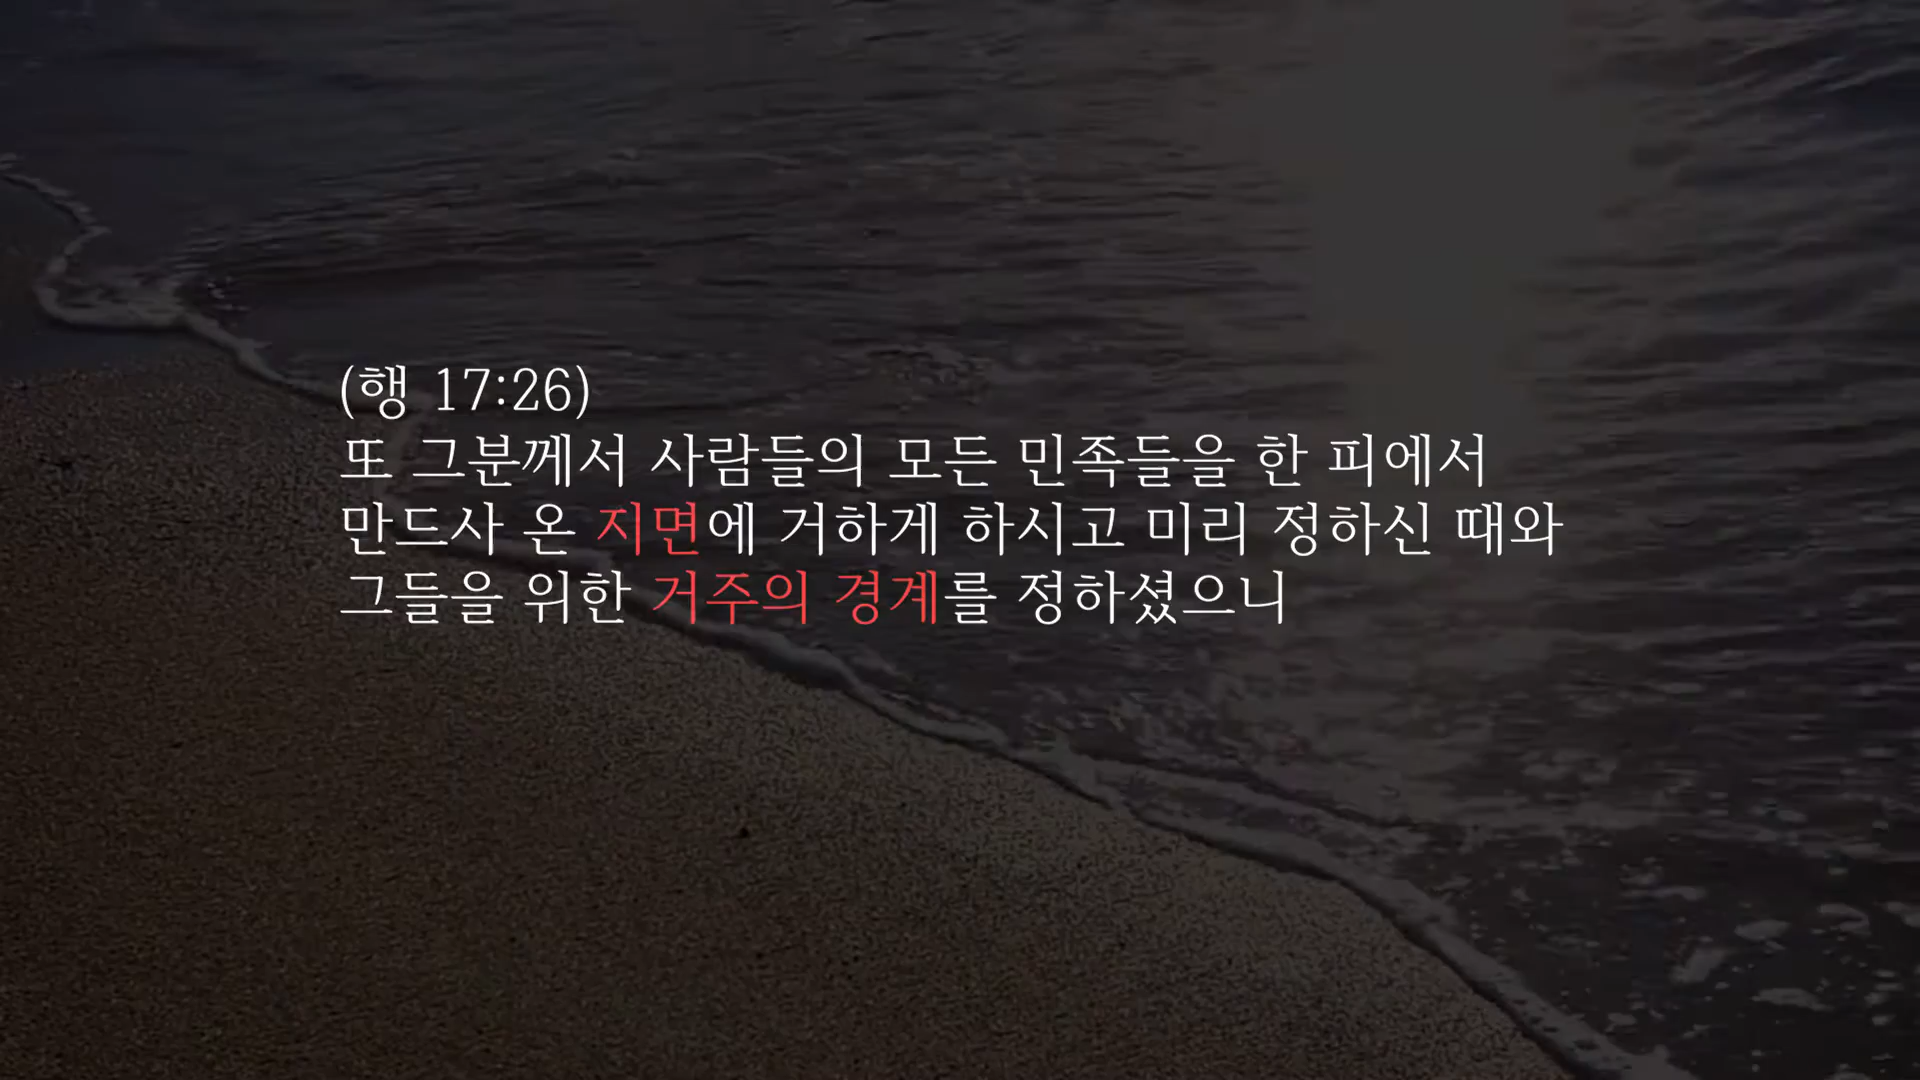 (행 17:26)
또 그분께서 사람들의 모든 민족들을 한 피에서
만드사 온 지면에 거하게 하시고 미리 정하신 때와
그들을 위한 거주의 경계를 정하셨으니